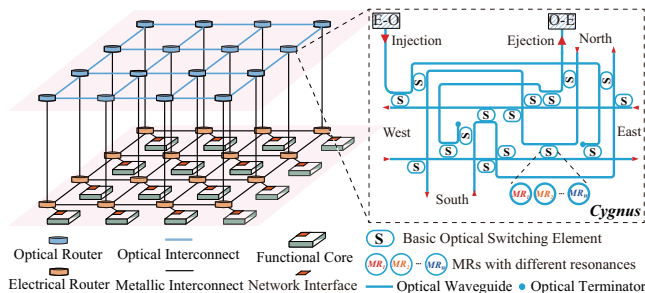 E-O
O-E
North
Injection
Ejection
S
S
S
S
S
S
S
S
S
S
West
East
S
S
S
S
S
S
South
MR1 MR2 ··· MRn
Cygnus
S Basic Optical Switching Element
Optical Router
Optical Interconnect
Functional Core
MR1 MR2 ··· MRn MRs with different resonances
Electrical Router
Metallic Interconnect
Network Interface
Optical Waveguide
Optical Terminator